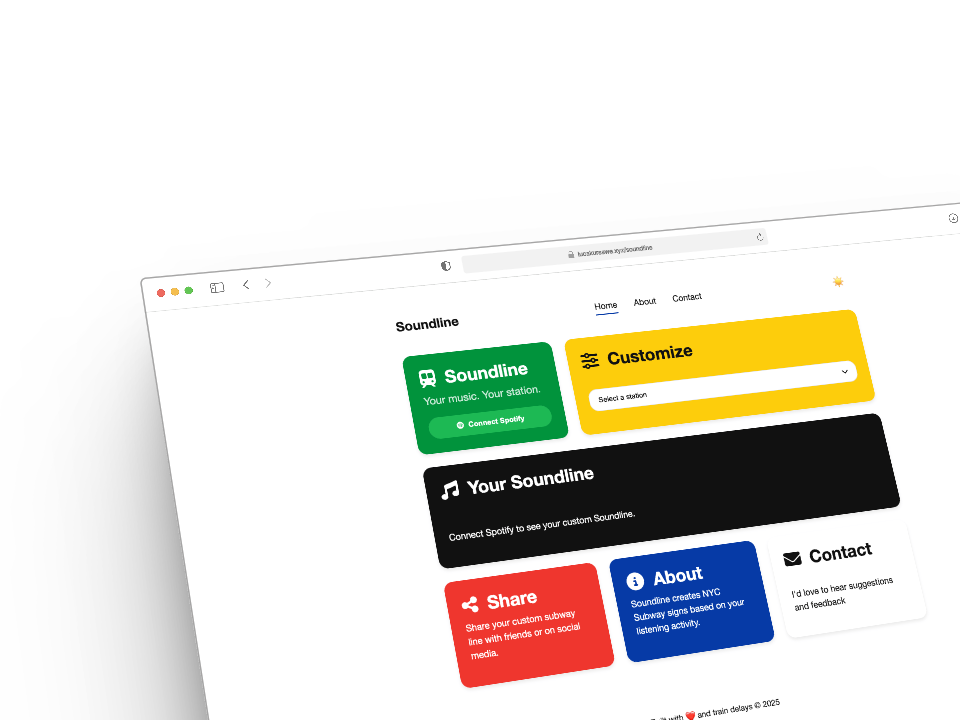 /soundline
Home About Contact
Soundline
Soundline
Your music. Your station.
Connect Spotify
Customize
Select a station
Your Soundline
Connect Spotify to see your custom Soundline.
Share
Share your custom subway
line with friends or on social
media.
About
Soundline creates NYC
Subway signs based on your
listening activity.
Contact
I'd love to hear suggestions
and feedback
with ❤️ and train delays © 2025